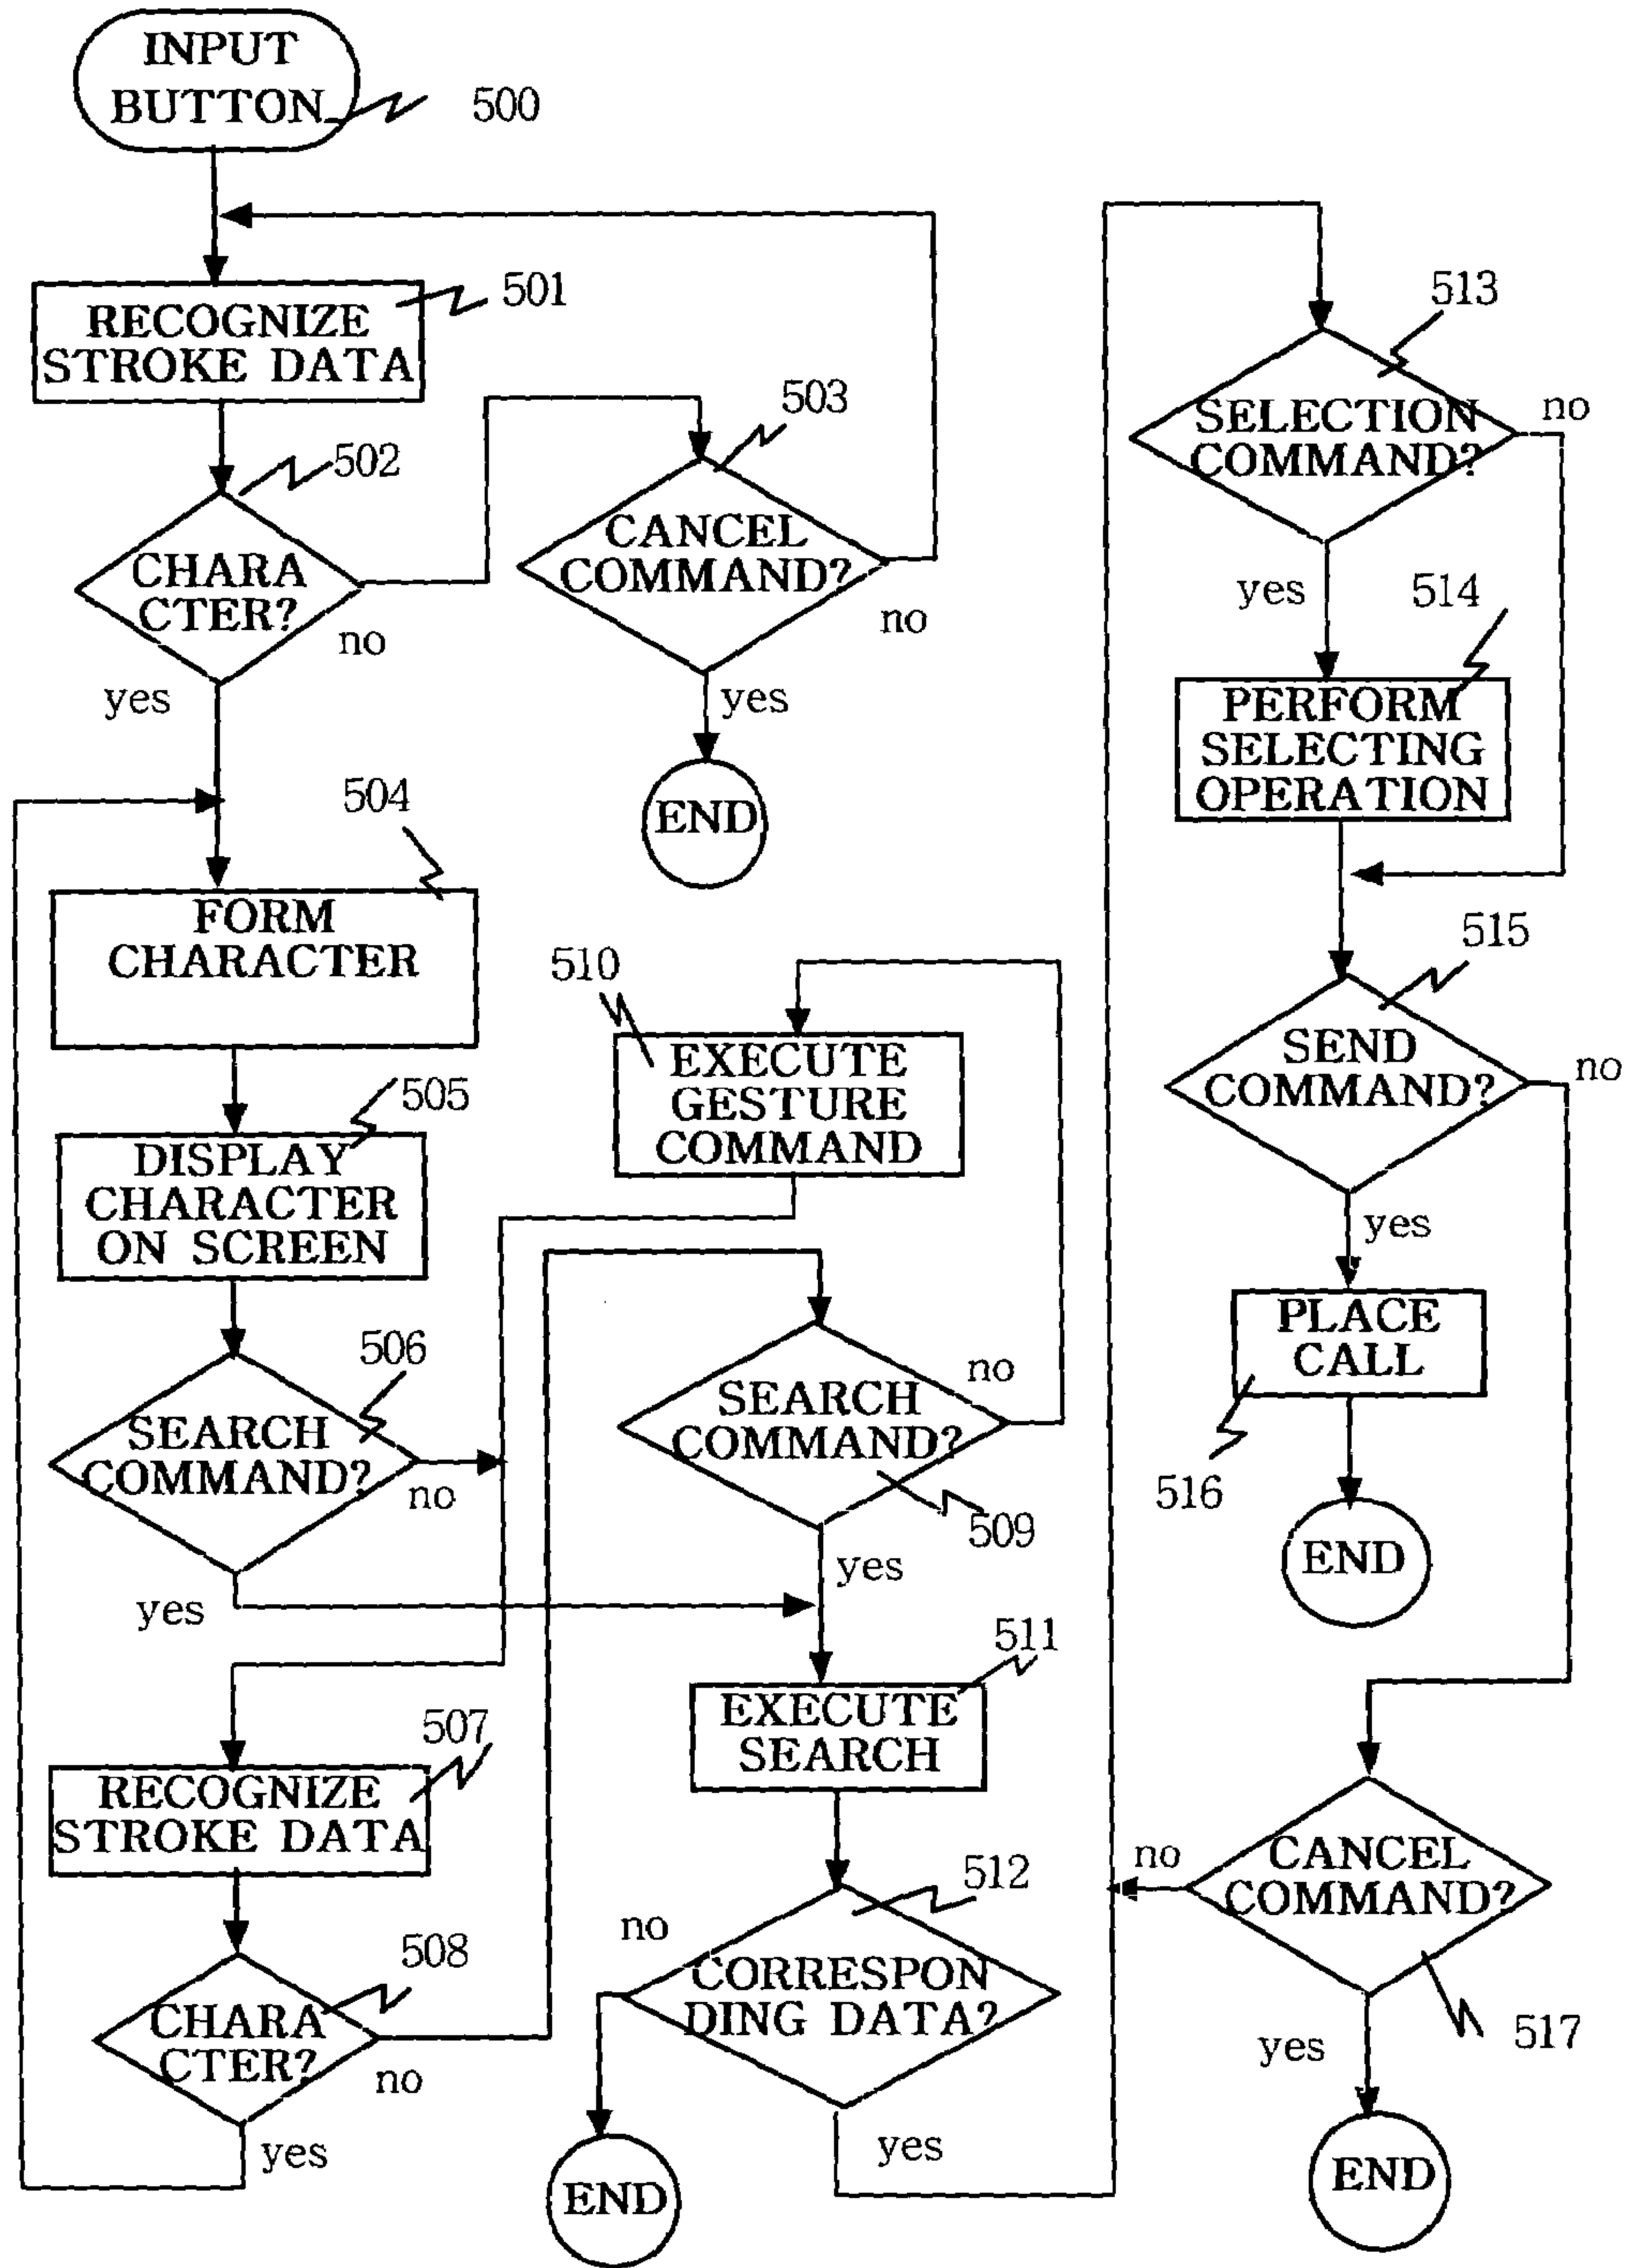 INPUT
BUTTON
500
RECOGNIZE
STROKE DATA
501
CHARA
CTER?
502
no
yes
CANCEL
COMMAND?
503
no
yes
END
FORM
CHARACTER
504
DISPLAY
CHARACTER
ON SCREEN
505
SEARCH
COMMAND?
506
no
yes
RECOGNIZE
STROKE DATA
507
CHARA
CTER?
508
no
yes
SEARCH
COMMAND?
509
no
yes
EXECUTE
GESTURE
COMMAND
510
EXECUTE
SEARCH
511
CORRESPON
DING DATA?
512
no
yes
END
SELECTION
COMMAND?
513
no
yes
PERFORM
SELECTING
OPERATION
514
SEND
COMMAND?
515
no
yes
PLACE
CALL
516
END
CANCEL
COMMAND?
517
no
yes
END